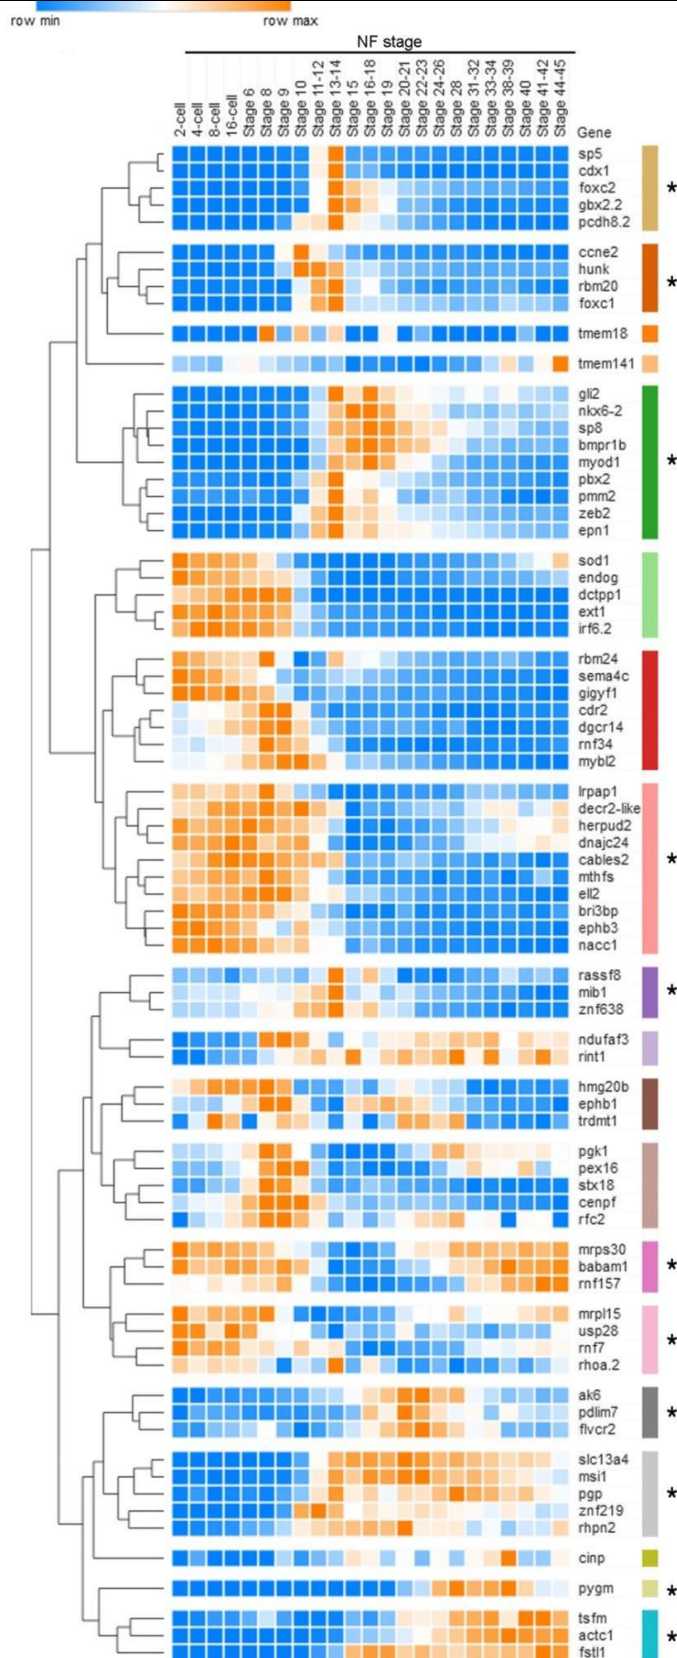 row min row max
NF stage
2-cell
4-cell
8-cell
16-cell
Stage 6
Stage 8
Stage 9
Stage 10
Stage 11-12
Stage 13-14
Stage 15
Stage 16-18
Stage 19
Stage 20-21
Stage 22-23
Stage 24-26
Stage 28
Stage 31-32
Stage 33-34
Stage 38-39
Stage 40
Stage 41-42
Stage 44-45
Gene
sp5
cdx1
foxc2 *
gbx2.2
pcdh8.2
ccne2
hunk
rbm20 *
foxc1
tmem18
tmem141
gli2
nkx6-2
sp8
bmpr1b
myod1 *
pbx2
pmm2
zeb2
epn1
sod1
endog
dctpp1
ext1
irf6.2
rbm24
sema4c
gigyf1
cdr2
dgcr14
rnf34
mybl2
lrpap1
decr2-like
herpud2
dnajc24
cables2 *
mthfs
ell2
bri3bp
ephb3
nacc1
rassf8
mib1 *
znf638
ndufaf3
rint1
hmg20b
ephb1
trdmt1
pgk1
pex16
stx18
cenpf
rfc2
mrps30
babam1 *
rnf157
mrpl15
usp28
rnf7 *
rhoa.2
ak6
pdlim7 *
flvcr2
slc13a4
msi1
pgp *
znf219
rhpn2
cinp
pygm *
tsfm
actc1 *
fstl1